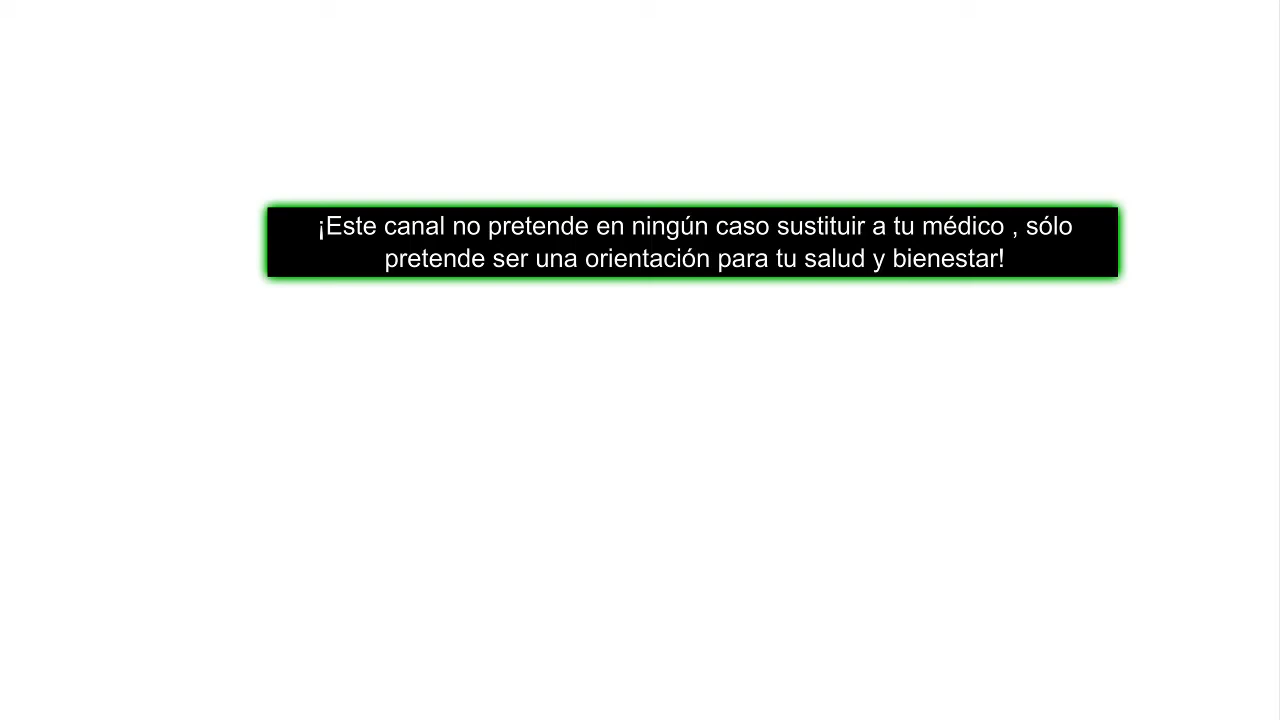 ¡Este canal no pretende en ningún caso sustituir a tu médico , sólo
pretende ser una orientación para tu salud y bienestar!